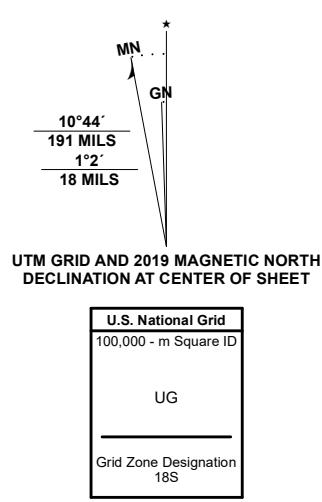 ★
MN
GN
10°44´
191 MILS
1°2´
18 MILS
UTM GRID AND 2019 MAGNETIC NORTH
DECLINATION AT CENTER OF SHEET
U.S. National Grid
100,000 - m Square ID
UG
Grid Zone Designation
18S